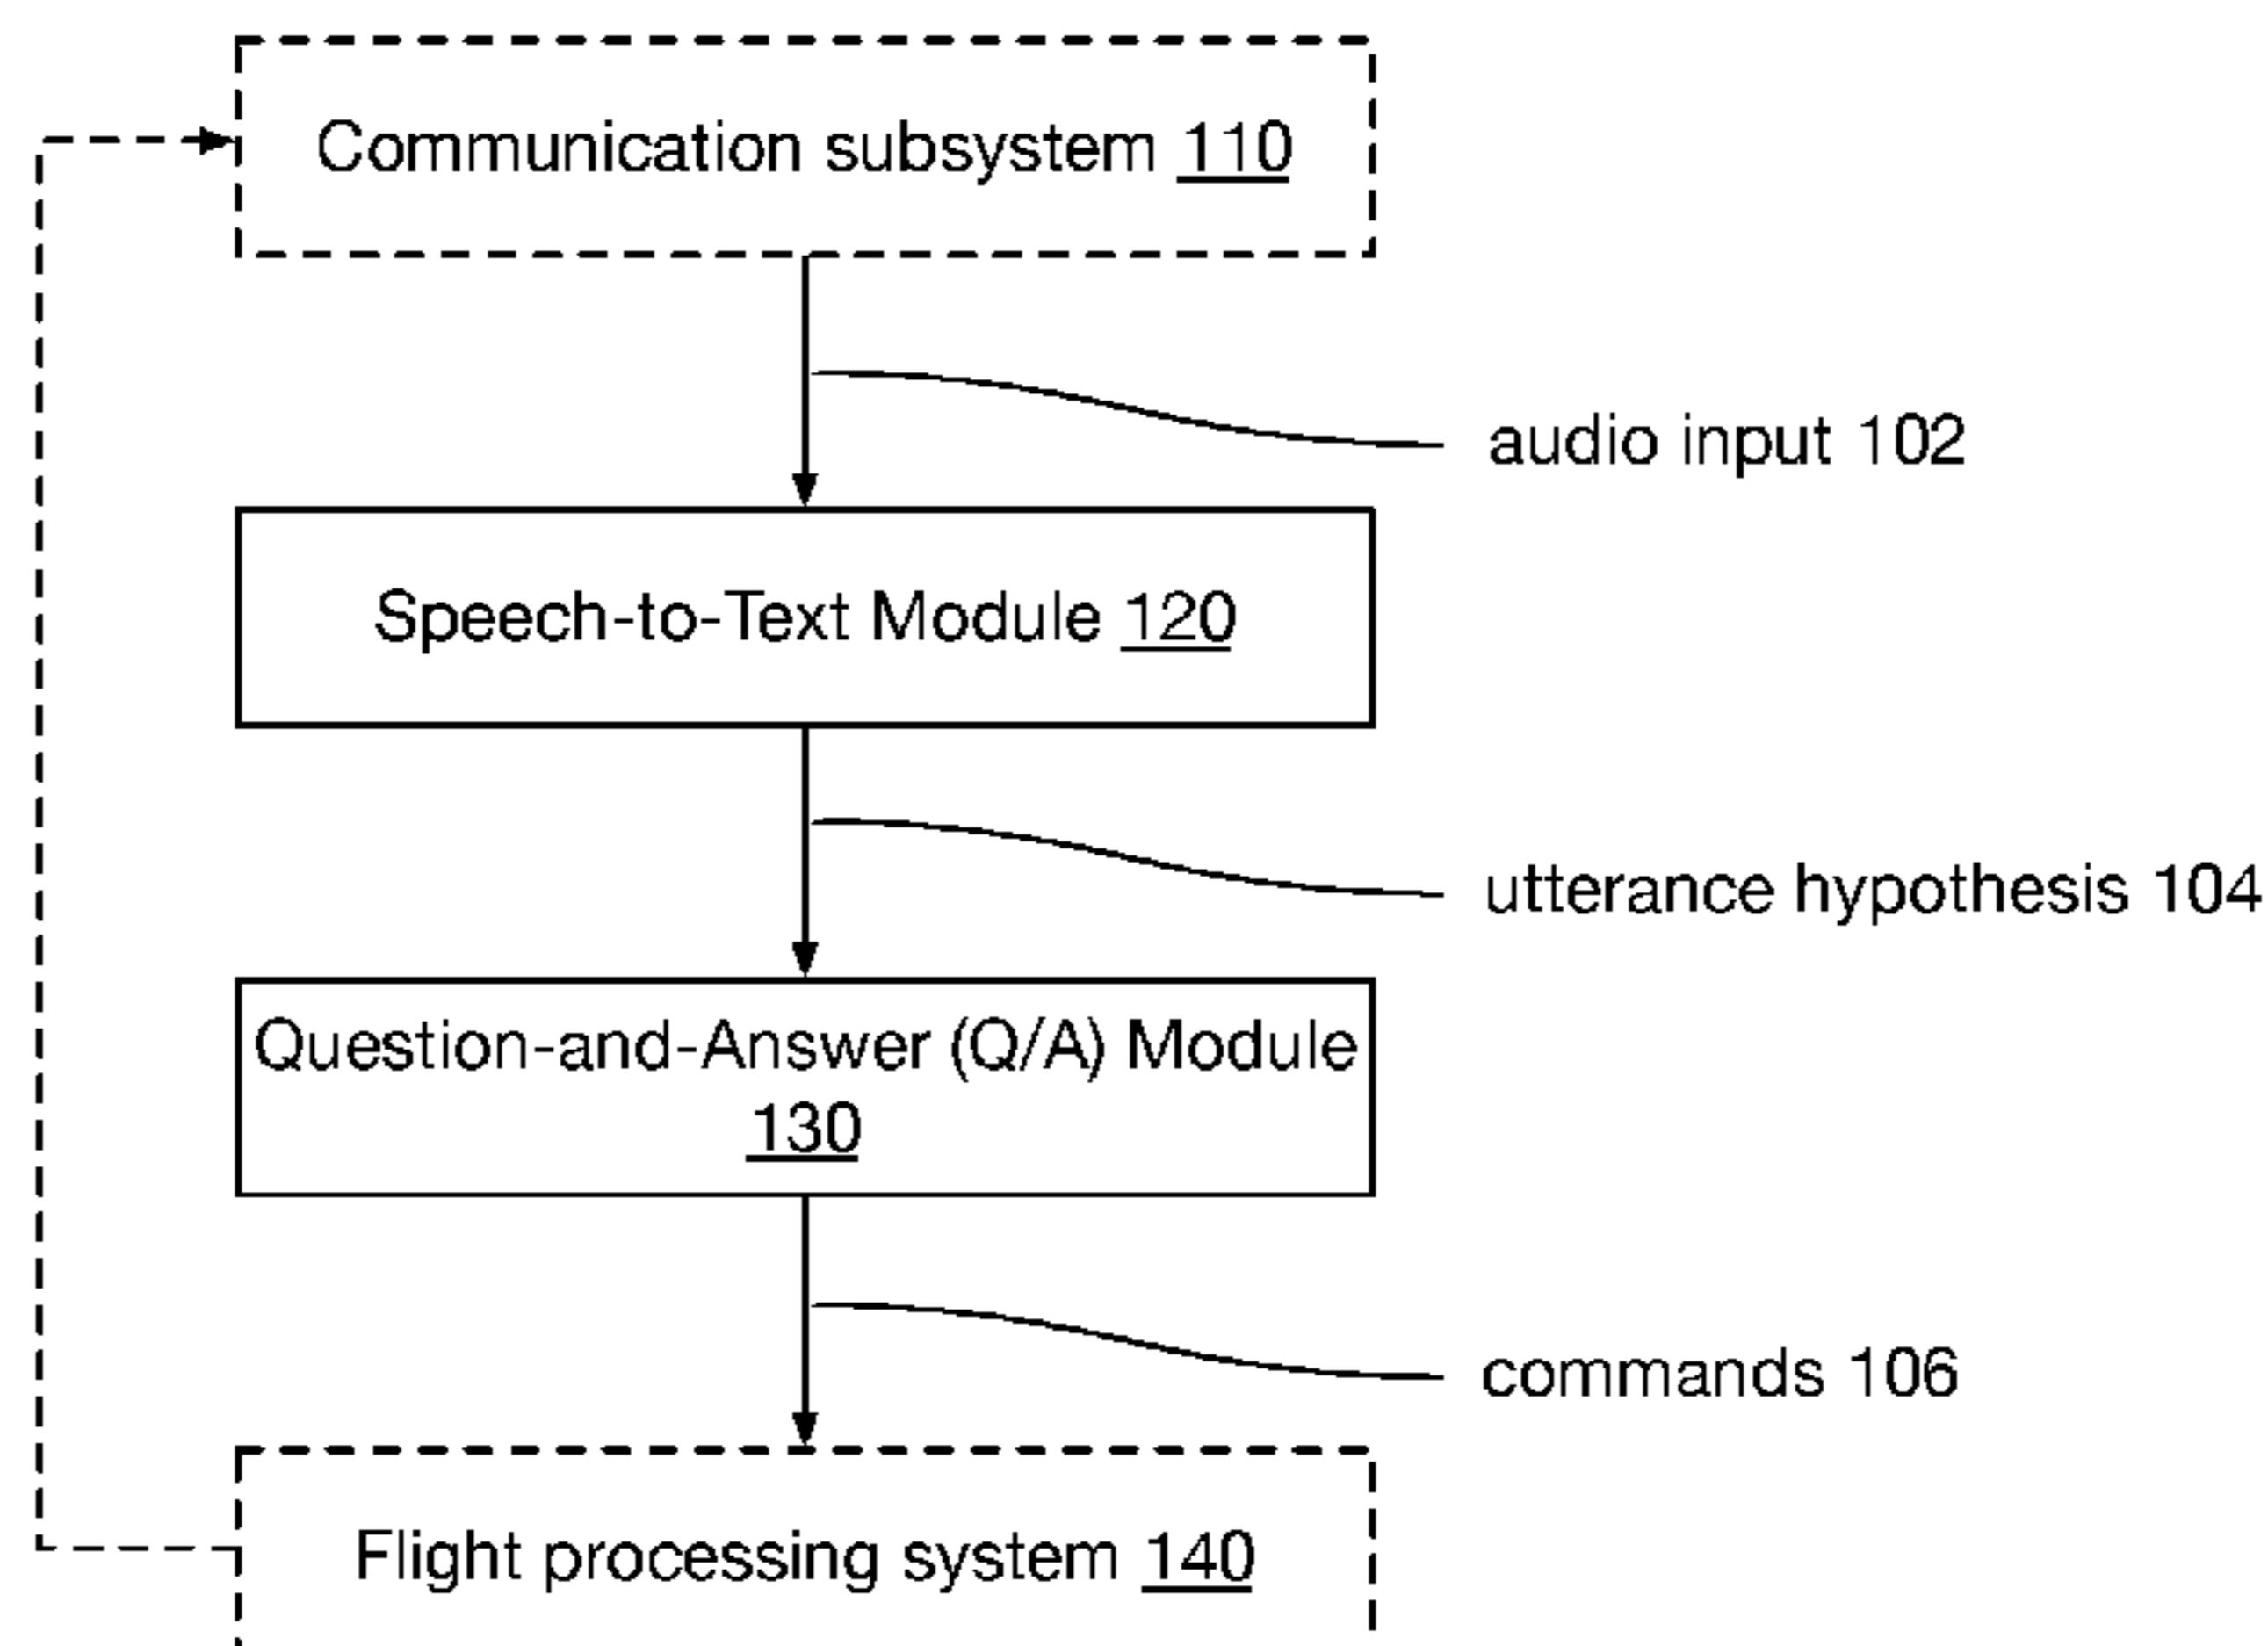 Communication subsystem 110
audio input 102
Speech-to-Text Module 120
utterance hypothesis 104
Question-and-Answer (Q/A) Module
130
commands 106
Flight processing system 140